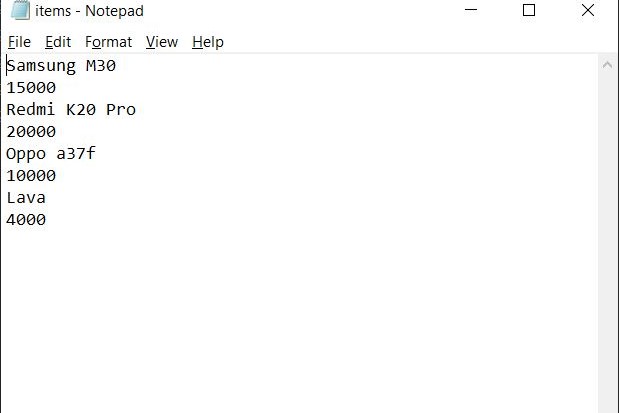 items - Notepad
File Edit Format View Help
Samsung M30
15000
Redmi K20 Pro
20000
Oppo a37f
10000
Lava
4000